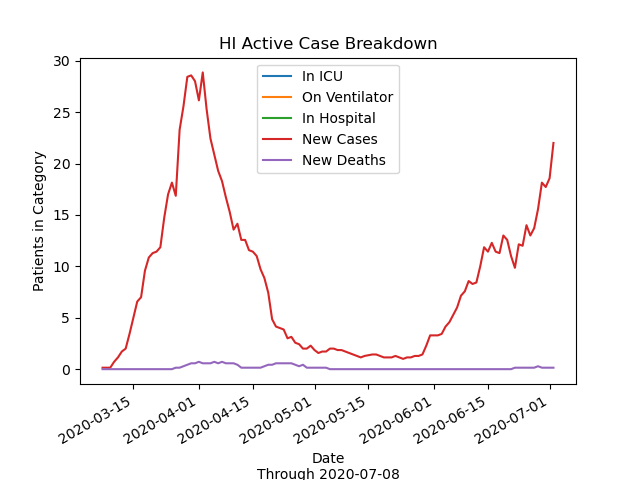 HI Active Case Breakdown
In ICU
On Ventilator
In Hospital
New Cases
New Deaths
Patients in Category
30
25
20
15
10
5
0
2020-03-15
2020-04-01
2020-04-15
2020-05-01
2020-05-15
2020-06-01
2020-06-15
2020-07-01
Date
Through 2020-07-08